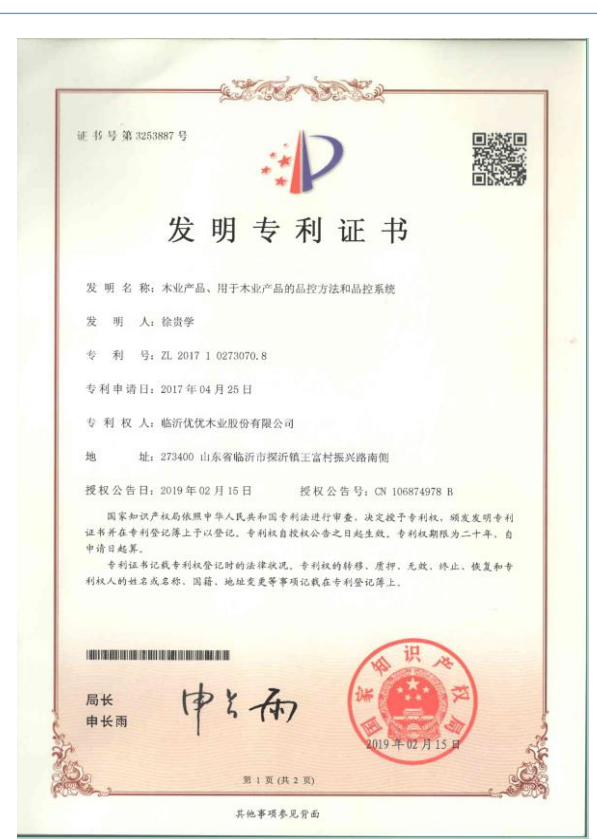 证书号第3253887号
发明专利证书
发明名称：木业产品、用于木业产品的品控方法和品控系统
发明人：徐贵学
专利号：ZL 2017 1 0273070.8
专利申请日：2017年04月25日
专利权人：临沂优优木业股份有限公司
地址：273400 山东省临沂市探沂镇王富村振兴路南侧
授权公告日：2019年02月15日 授权公告号：CN 106874978 B
国家知识产权局依照中华人民共和国专利法进行审查，决定授予专利权，颁发发明专利
证书并在专利登记簿上予以登记。专利权自授权公告之日起生效。专利权期限为二十年，自
申请日起算。
专利证书记载专利权登记时的法律状况。专利权的转移、质押、无效、终止、恢复和专
利权人的姓名或名称、国籍、地址变更等事项记载在专利登记簿上。
局长
申长雨
申长雨
国家知识产权局
2019年02月15日
第 1 页 (共 2 页)
其他事项参见背面